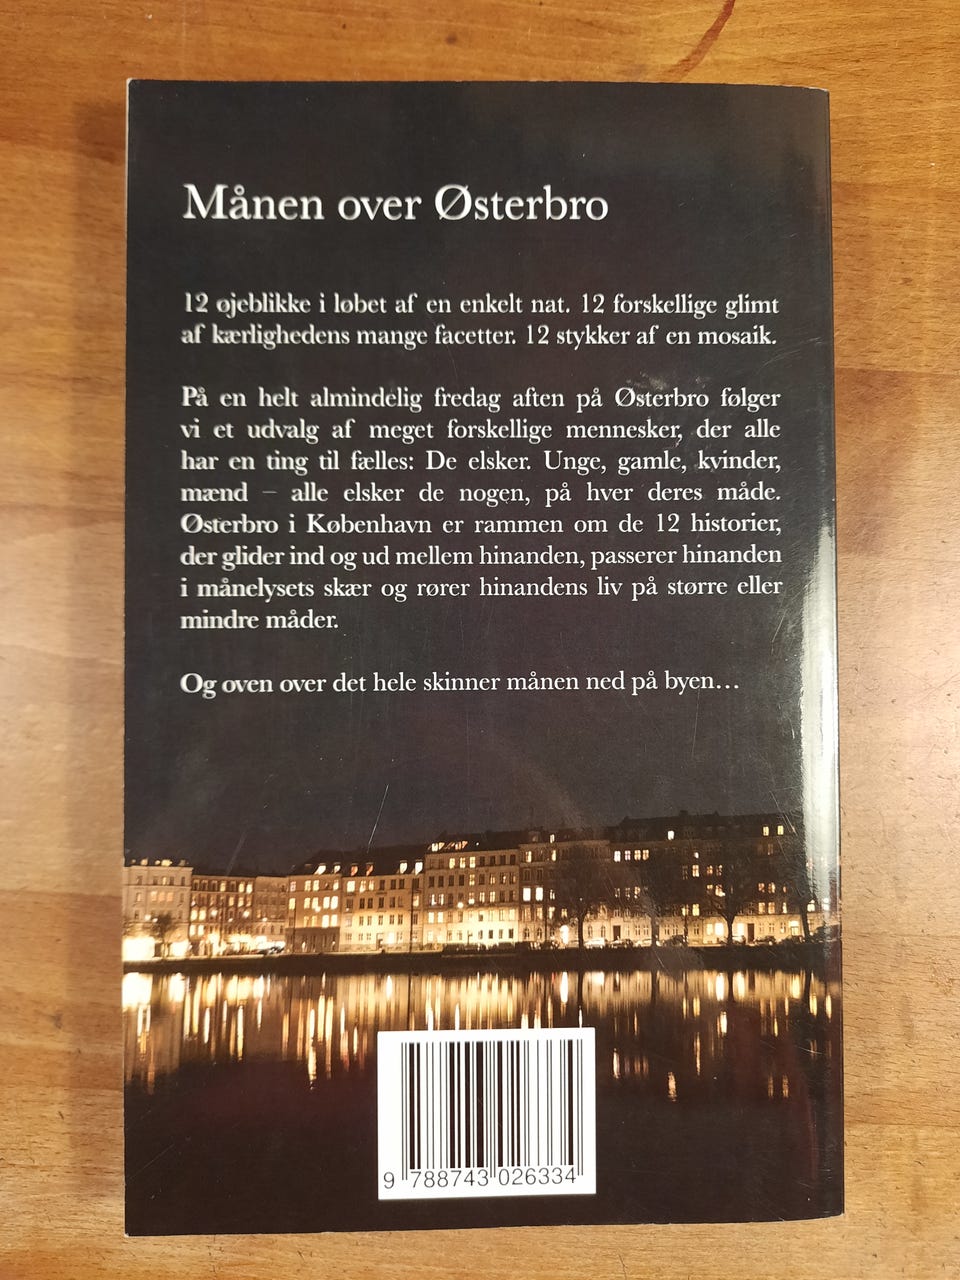 Månen over Østerbro
12 øjeblikke i løbet af en enkelt nat. 12 forskellige glimt
af kærlighedens mange facetter. 12 stykker af en mosaik.
På en helt almindelig fredag aften på Østerbro følger
vi et udvalg af meget forskellige mennesker, der alle
har en ting til fælles: De elsker. Unge, gamle, kvinder,
mænd – alle elsker de nogen, på hver deres måde.
Østerbro i København er rammen om de 12 historier,
der glider ind og ud mellem hinanden, passerer hinanden
i månelysets skær og rører hinandens liv på større eller
mindre måder.
Og oven over det hele skinner månen ned på byen…
9 788743 026334